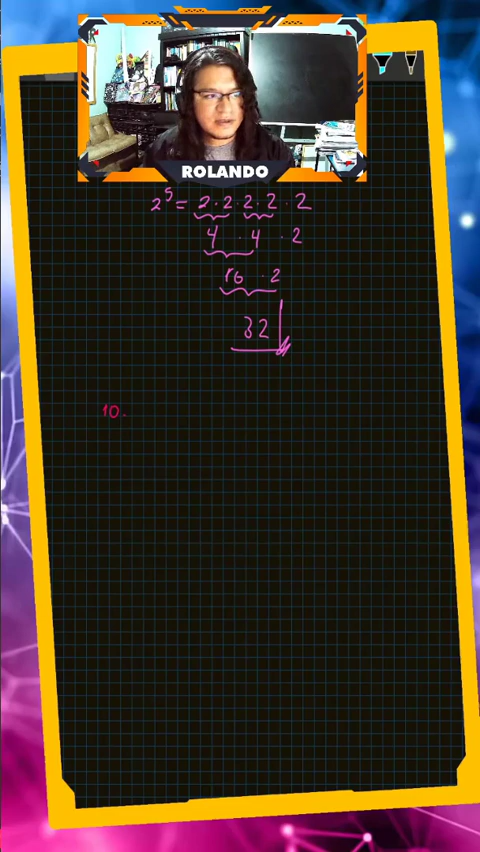 ROLANDO
2⁵ = 2 · 2 · 2 · 2 · 2
4 · 4 · 2
16 · 2
32
10.